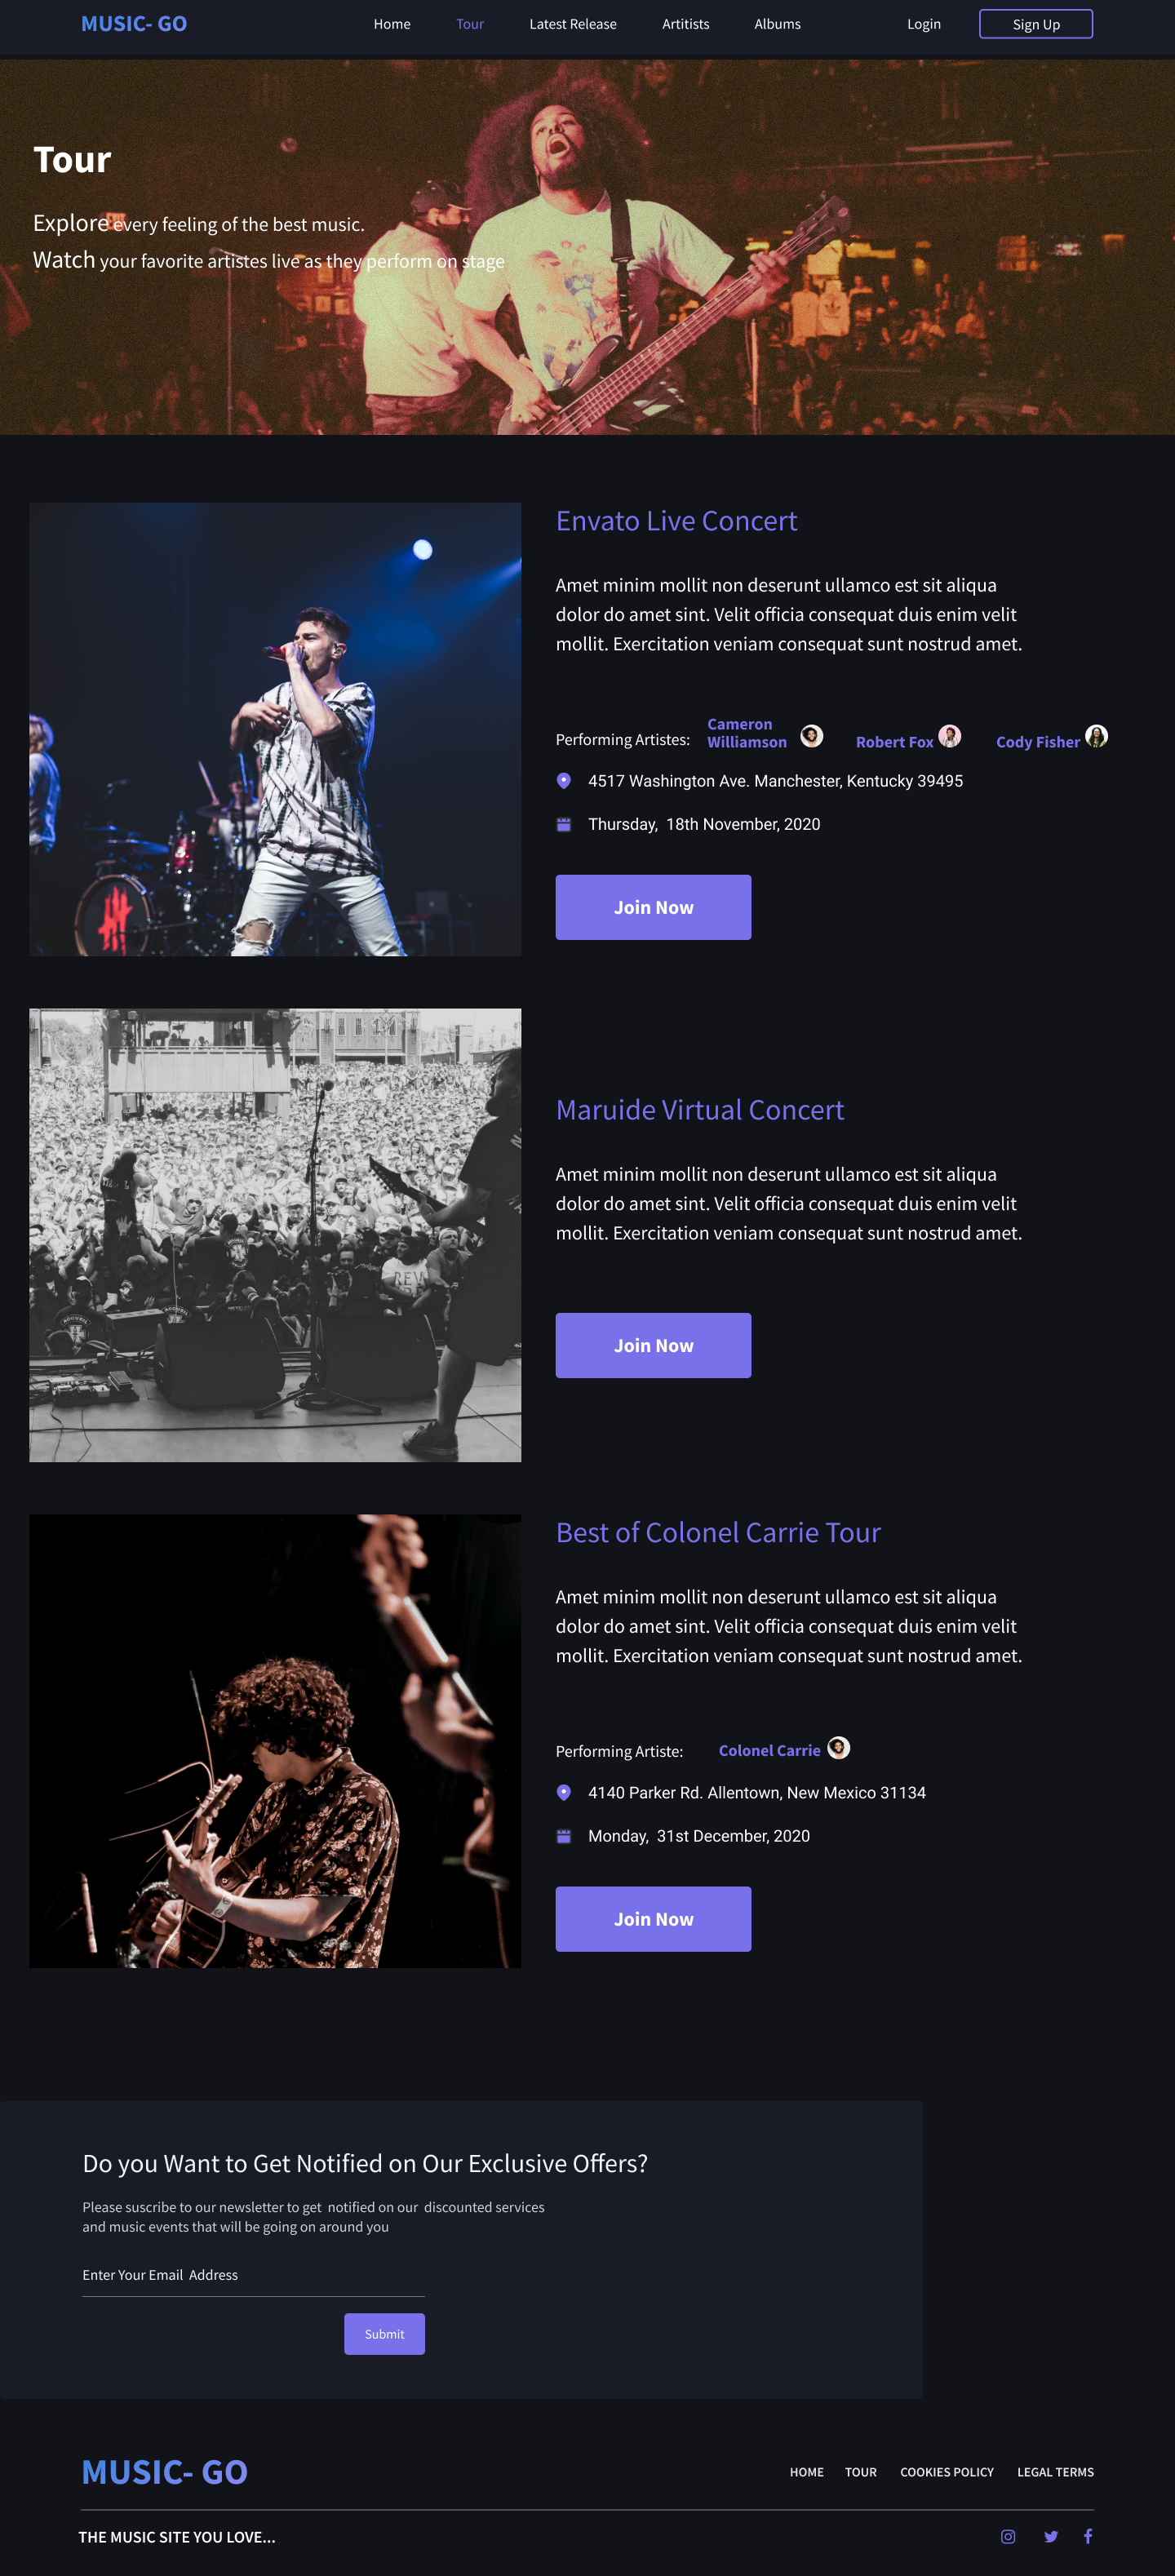 MUSIC- GO
Home
Tour
Latest Release
Artitists
Albums
Login
Sign Up
Tour
Explore every feeling of the best music.
Watch your favorite artistes live as they perform on stage
Envato Live Concert
Amet minim mollit non deserunt ullamco est sit aliqua
dolor do amet sint. Velit officia consequat duis enim velit
mollit. Exercitation veniam consequat sunt nostrud amet.
Performing Artistes:
Cameron
Williamson
Robert Fox
Cody Fisher
4517 Washington Ave. Manchester, Kentucky 39495
Thursday,  18th November, 2020
Join Now
Maruide Virtual Concert
Amet minim mollit non deserunt ullamco est sit aliqua
dolor do amet sint. Velit officia consequat duis enim velit
mollit. Exercitation veniam consequat sunt nostrud amet.
Join Now
Best of Colonel Carrie Tour
Amet minim mollit non deserunt ullamco est sit aliqua
dolor do amet sint. Velit officia consequat duis enim velit
mollit. Exercitation veniam consequat sunt nostrud amet.
Performing Artiste:
Colonel Carrie
4140 Parker Rd. Allentown, New Mexico 31134
Monday,  31st December, 2020
Join Now
Do you Want to Get Notified on Our Exclusive Offers?
Please suscribe to our newsletter to get  notified on our  discounted services
and music events that will be going on around you
Enter Your Email  Address
Submit
MUSIC- GO
HOME
TOUR
COOKIES POLICY
LEGAL TERMS
THE MUSIC SITE YOU LOVE...